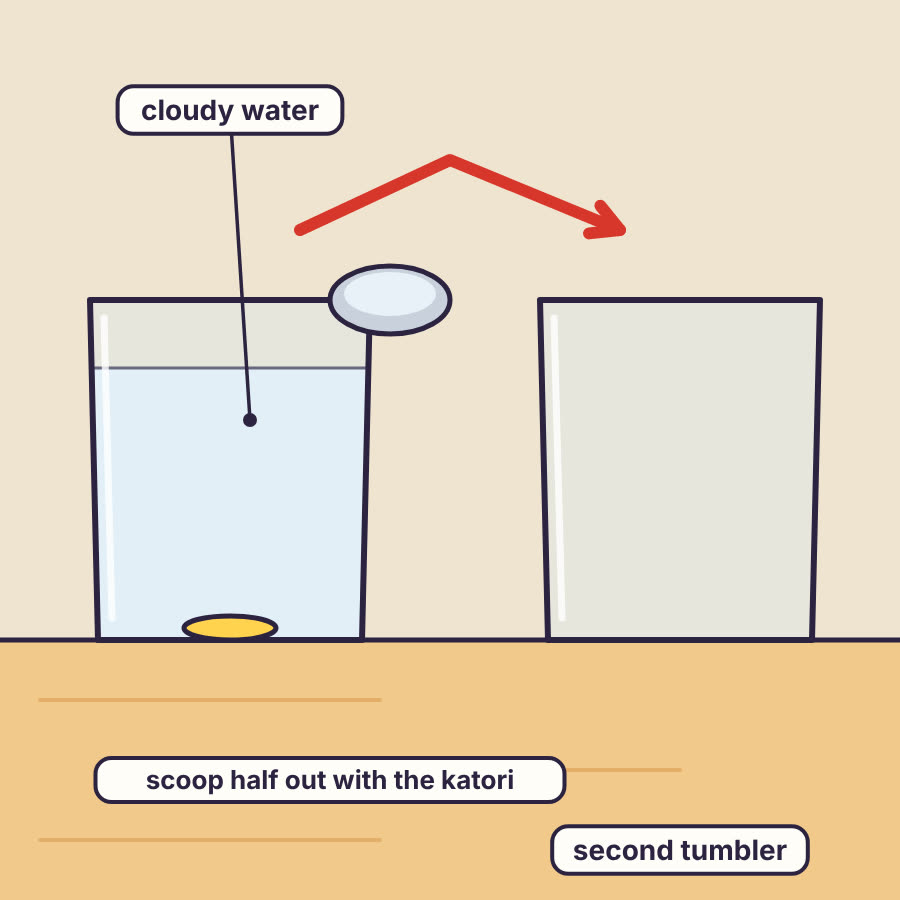 cloudy water
scoop half out with the katori
second tumbler